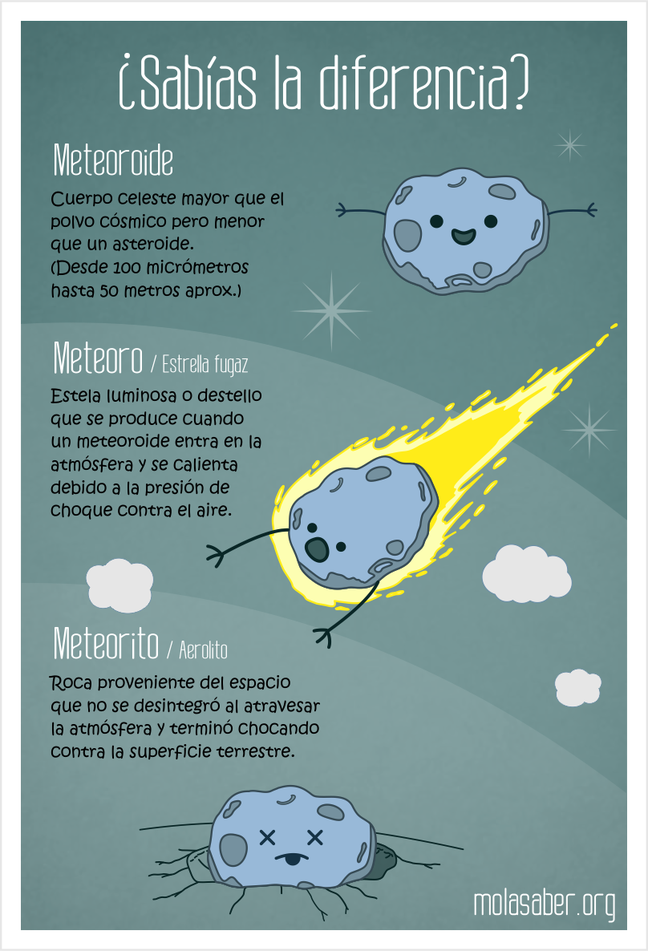 ¿Sabías la diferencia?
Meteoroide
Cuerpo celeste mayor que el
polvo cósmico pero menor
que un asteroide.
(Desde 100 micrómetros
hasta 50 metros aprox.)
Meteoro / Estrella fugaz
Estela luminosa o destello
que se produce cuando
un meteoroide entra en la
atmósfera y se calienta
debido a la presión de
choque contra el aire.
Meteorito / Aerolito
Roca proveniente del espacio
que no se desintegró al atravesar
la atmósfera y terminó chocando
contra la superficie terrestre.
molasaber.org